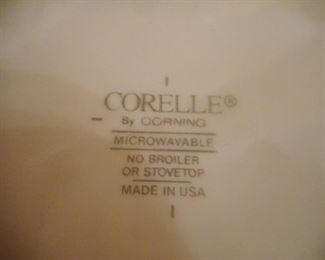 CORELLE®
By CORNING
MICROWAVABLE
NO BROILER
OR STOVETOP
MADE IN USA